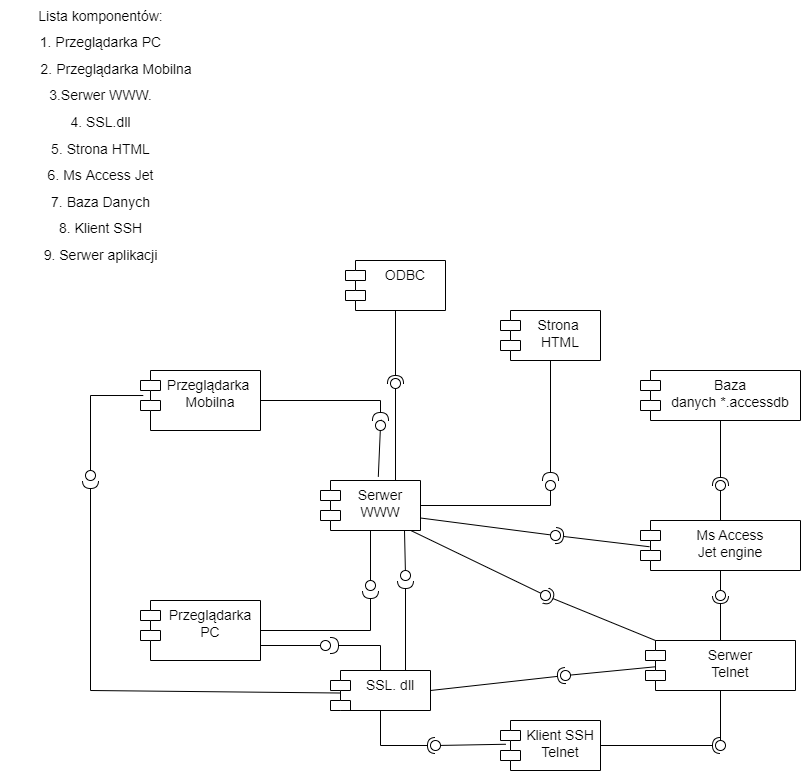 Lista komponentów:
1. Przeglądarka PC
2. Przeglądarka Mobilna
3.Serwer WWW.
4. SSL.dll
5. Strona HTML
6. Ms Access Jet
7. Baza Danych
8. Klient SSH
9. Serwer aplikacji
ODBC
Strona
HTML
Przeglądarka
Mobilna
Baza
danych *.accessdb
Serwer
WWW
Ms Access
Jet engine
Przeglądarka
PC
Serwer
Telnet
SSL. dll
Klient SSH
Telnet